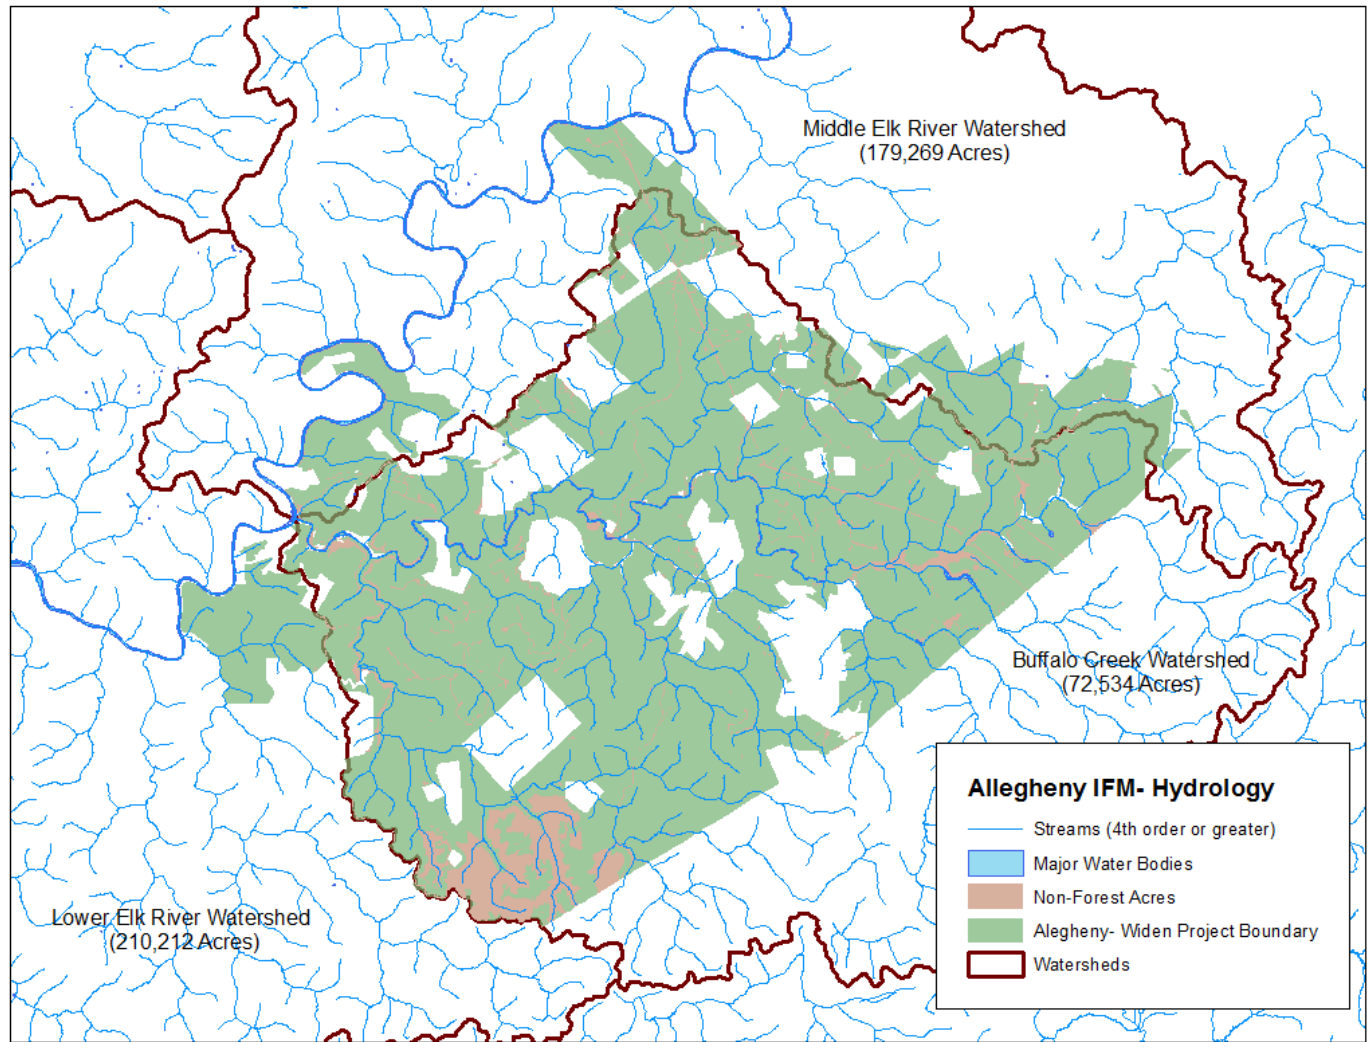 Middle Elk River Watershed
(179,269 Acres)
Buffalo Creek Watershed
(72,534 Acres)
Lower Elk River Watershed
(210,212 Acres)
Allegheny IFM- Hydrology
Streams (4th order or greater)
Major Water Bodies
Non-Forest Acres
Alegheny- Widen Project Boundary
Watersheds